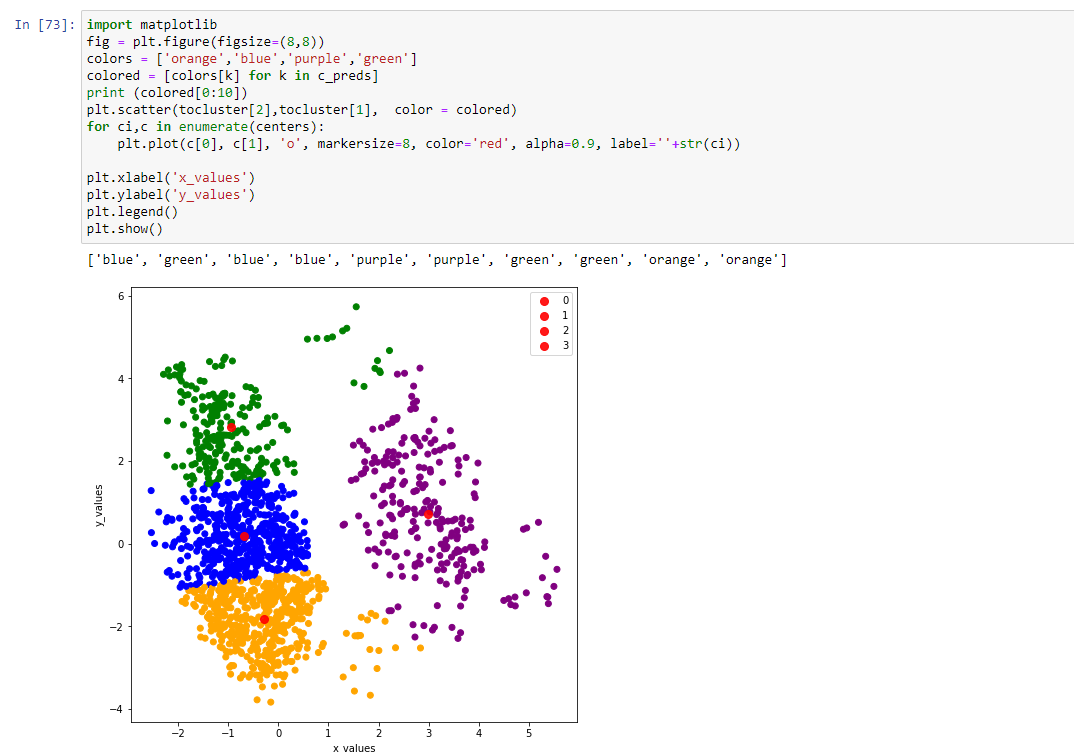 In [73]:
import matplotlib
fig = plt.figure(figsize=(8,8))
colors = ['orange','blue','purple','green']
colored = [colors[k] for k in c_preds]
print (colored[0:10])
plt.scatter(tocluster[2],tocluster[1],  color = colored)
for ci,c in enumerate(centers):
    plt.plot(c[0], c[1], 'o', markersize=8, color='red', alpha=0.9, label=''+str(ci))
plt.xlabel('x_values')
plt.ylabel('y_values')
plt.legend()
plt.show()
['blue', 'green', 'blue', 'blue', 'purple', 'purple', 'green', 'green', 'orange', 'orange']
0
1
2
3
6
4
2
0
−2
−4
y_values
−2 −1 0 1 2 3 4 5
x values